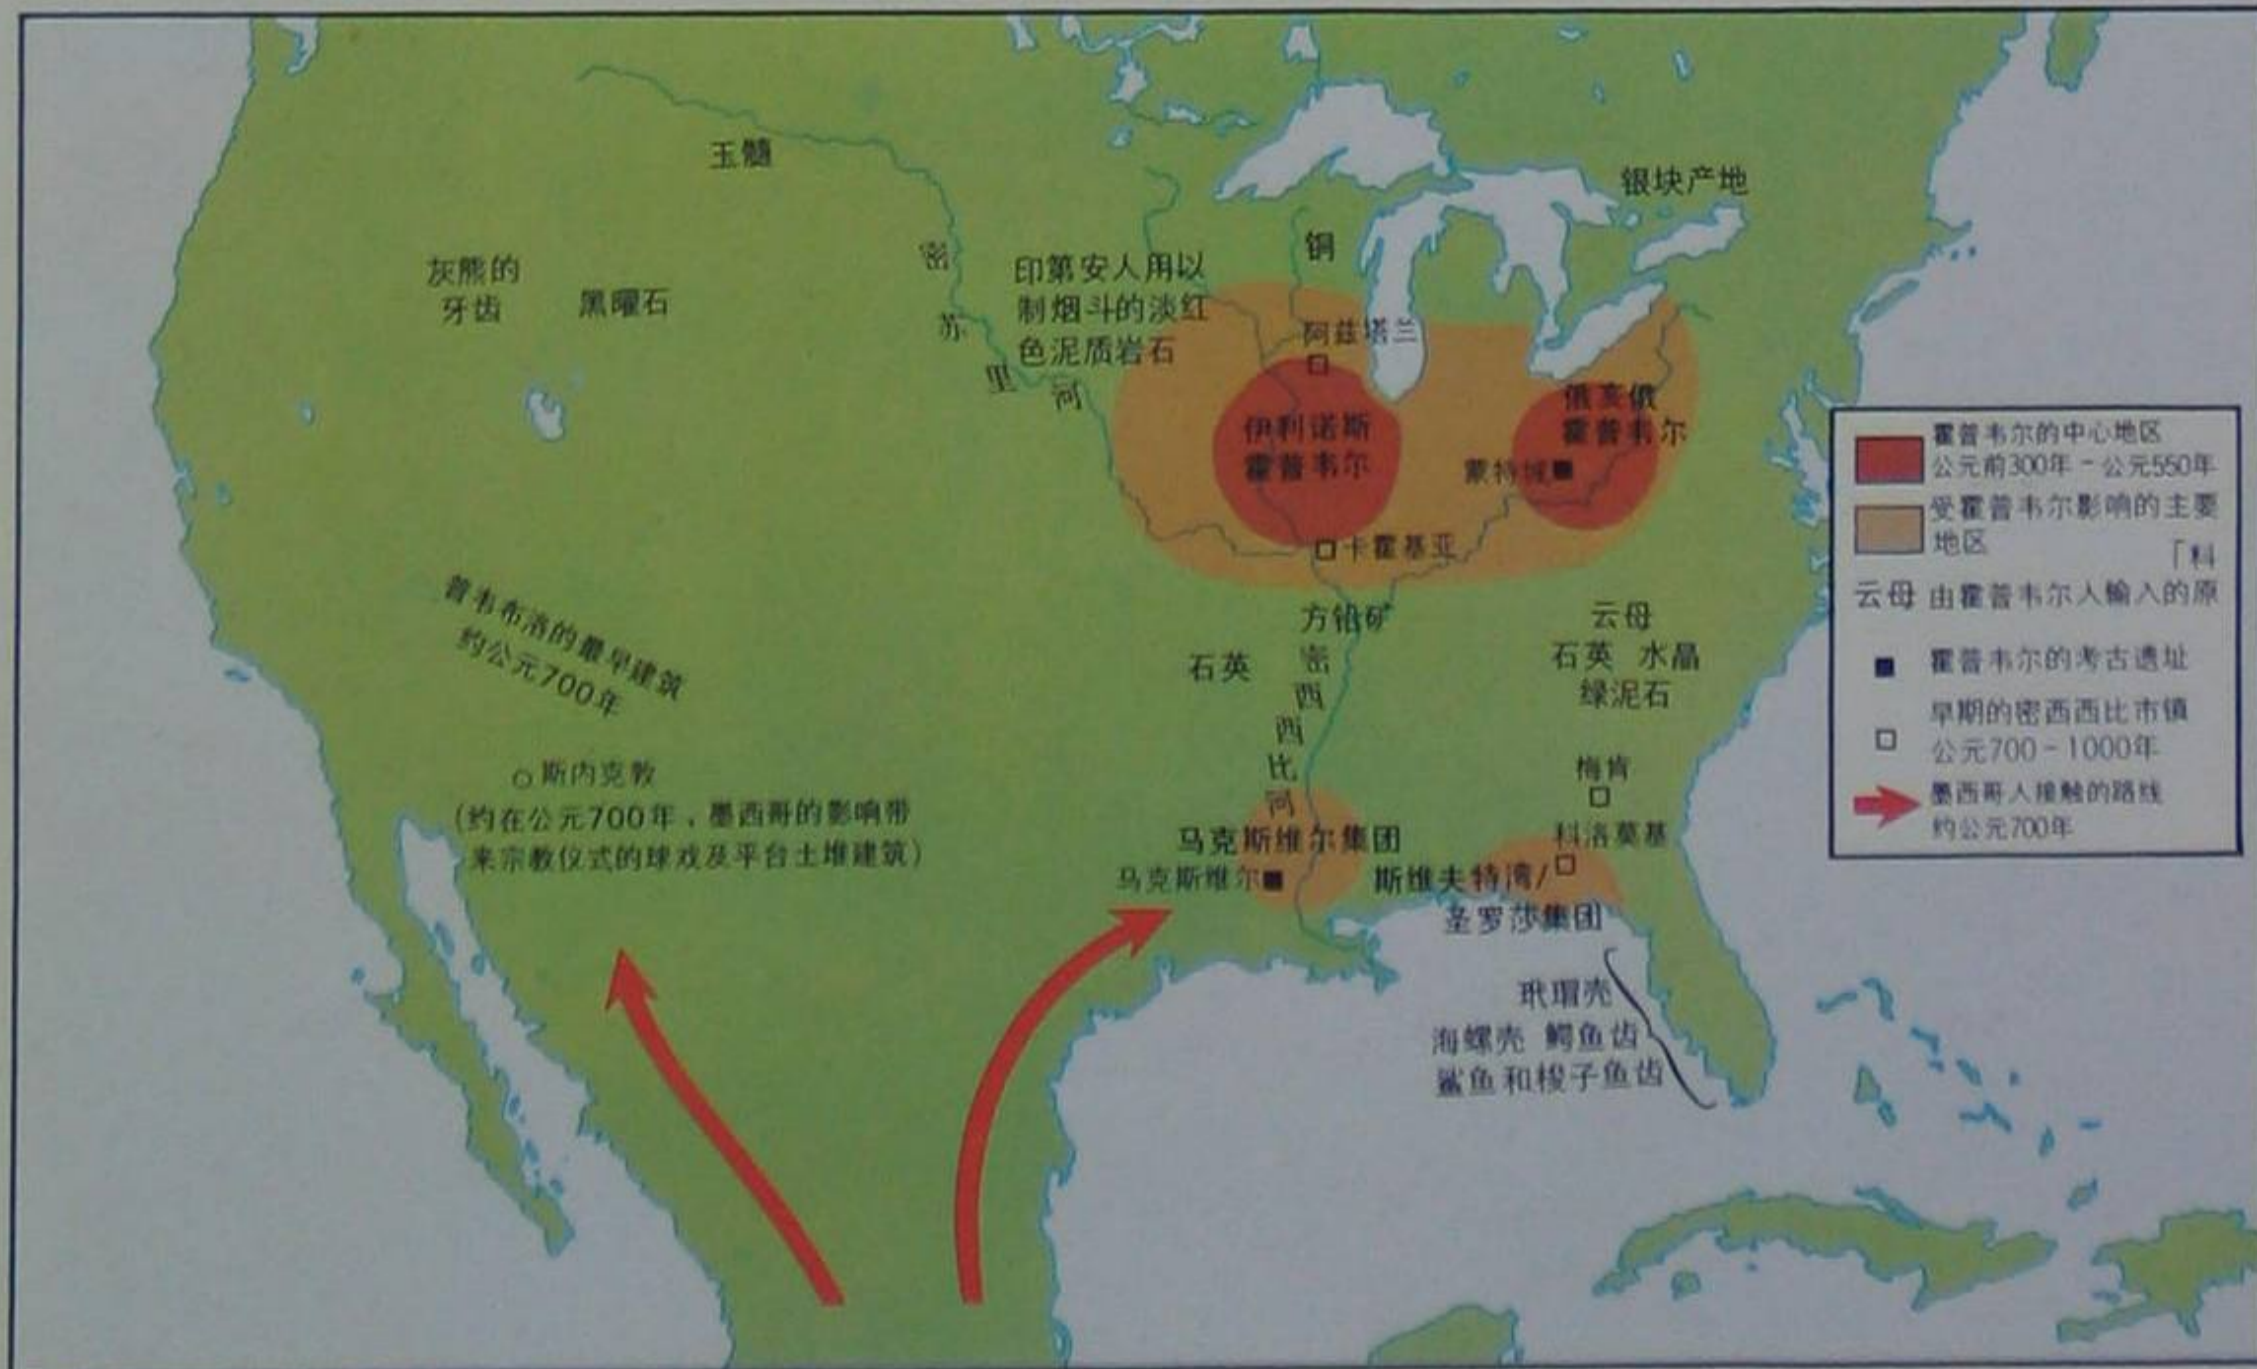 玉髓
银块产地
灰熊的
牙齿
黑曜石
密苏里河
印第安人用以
制烟斗的淡红
色泥质岩石
铜
阿兹塔兰
伊利诺斯
霍普韦尔
俄亥俄
霍普韦尔
蒙特城
卡霍基亚
方铅矿
石英
密西西比河
云母
石英 水晶
绿泥石
普韦布洛的最早建筑
约公元700年
斯内克敦
(约在公元700年，墨西哥的影响带
来宗教仪式的球戏及平台土堆建筑)
梅肯
科洛莫基
马克斯维尔集团
马克斯维尔
斯维夫特湾/
圣罗莎集团
玳瑁壳
海螺壳 鳄鱼齿
鲨鱼和梭子鱼齿
霍普韦尔的中心地区
公元前300年－公元550年
受霍普韦尔影响的主要
地区
「料
云母 由霍普韦尔人输入的原
霍普韦尔的考古遗址
早期的密西西比市镇
公元700－1000年
墨西哥人接触的路线
约公元700年